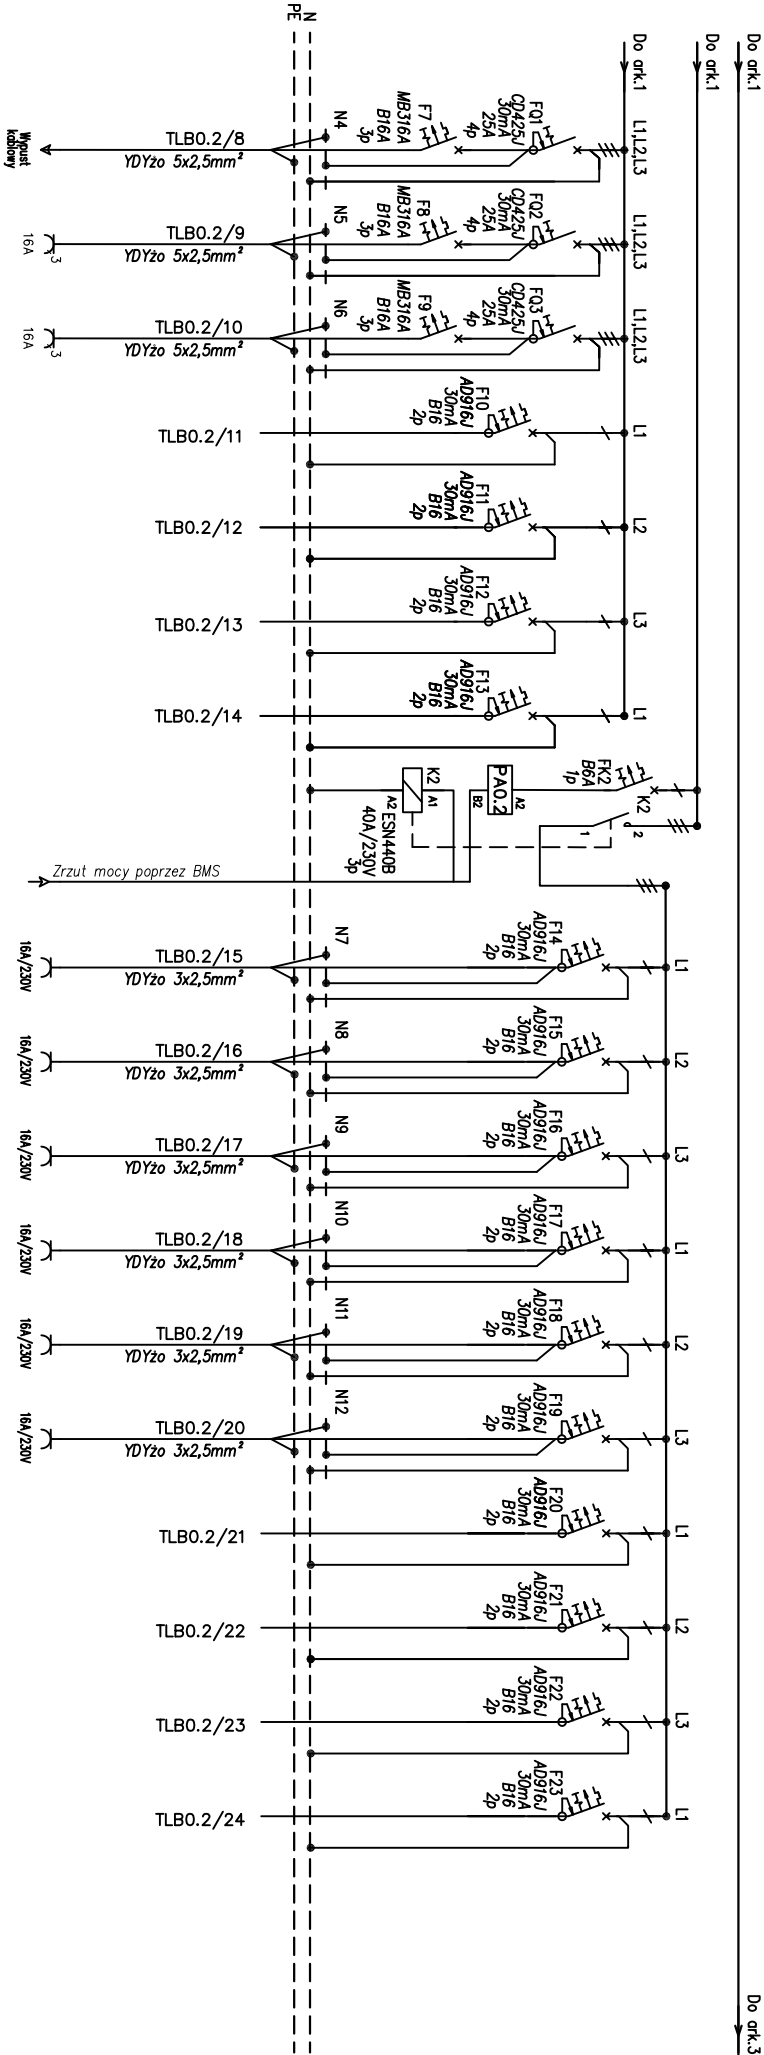 Do ark.1
Do ark.1
Do ark.1
N
PE
L1,L2,L3
FQ1
CD425J
30mA
25A
4p
F7
MB316A
B16A
3p
N4
TLB0.2/8
YDYżo 5x2,5mm²
Wypust
kablowy
L1,L2,L3
FQ2
CD425J
30mA
25A
4p
F8
MB316A
B16A
3p
N5
TLB0.2/9
YDYżo 5x2,5mm²
3
16A
L1,L2,L3
FQ3
CD425J
30mA
25A
4p
F9
MB316A
B16A
3p
N6
TLB0.2/10
YDYżo 5x2,5mm²
3
16A
L1
F10
AD916J
30mA
B16
2p
TLB0.2/11
L2
F11
AD916J
30mA
B16
2p
TLB0.2/12
L3
F12
AD916J
30mA
B16
2p
TLB0.2/13
L1
F13
AD916J
30mA
B16
2p
TLB0.2/14
FK2
B6A
1p
K2
1
2
PA0.2
A2
B2
K2
A1
A2
ESN440B
40A/230V
3p
Zrzut mocy poprzez BMS
L1
F14
AD916J
30mA
B16
2p
N7
TLB0.2/15
YDYżo 3x2,5mm²
16A/230V
L2
F15
AD916J
30mA
B16
2p
N8
TLB0.2/16
YDYżo 3x2,5mm²
16A/230V
L3
F16
AD916J
30mA
B16
2p
N9
TLB0.2/17
YDYżo 3x2,5mm²
16A/230V
L1
F17
AD916J
30mA
B16
2p
N10
TLB0.2/18
YDYżo 3x2,5mm²
16A/230V
L2
F18
AD916J
30mA
B16
2p
N11
TLB0.2/19
YDYżo 3x2,5mm²
16A/230V
L3
F19
AD916J
30mA
B16
2p
N12
TLB0.2/20
YDYżo 3x2,5mm²
16A/230V
L1
F20
AD916J
30mA
B16
2p
TLB0.2/21
L2
F21
AD916J
30mA
B16
2p
TLB0.2/22
L3
F22
AD916J
30mA
B16
2p
TLB0.2/23
L1
F23
AD916J
30mA
B16
2p
TLB0.2/24
Do ark.3